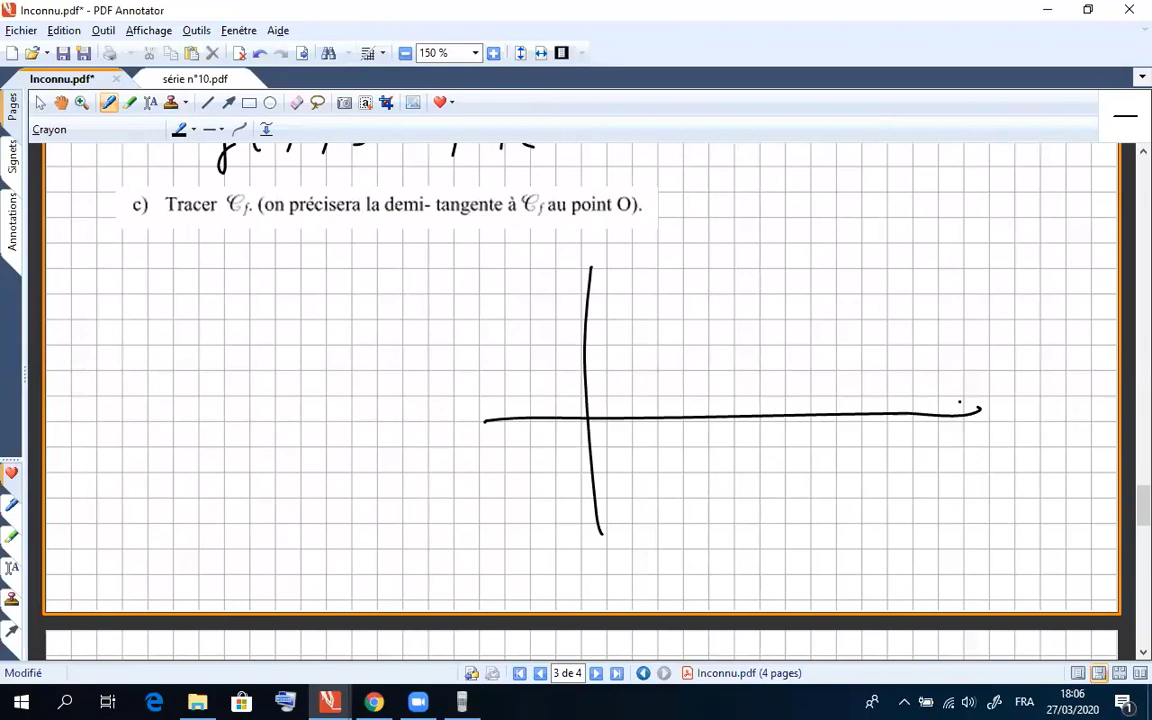 Inconnu.pdf* - PDF Annotator
Fichier Edition Outil Affichage Outils Fenêtre Aide
150 %
Inconnu.pdf* série n°10.pdf
Pages
Signets
Annotations
Crayon
c) Tracer 𝒞f. (on précisera la demi- tangente à 𝒞f au point O).
Modifié
3 de 4
Inconnu.pdf (4 pages)
FRA
18:06
27/03/2020
1